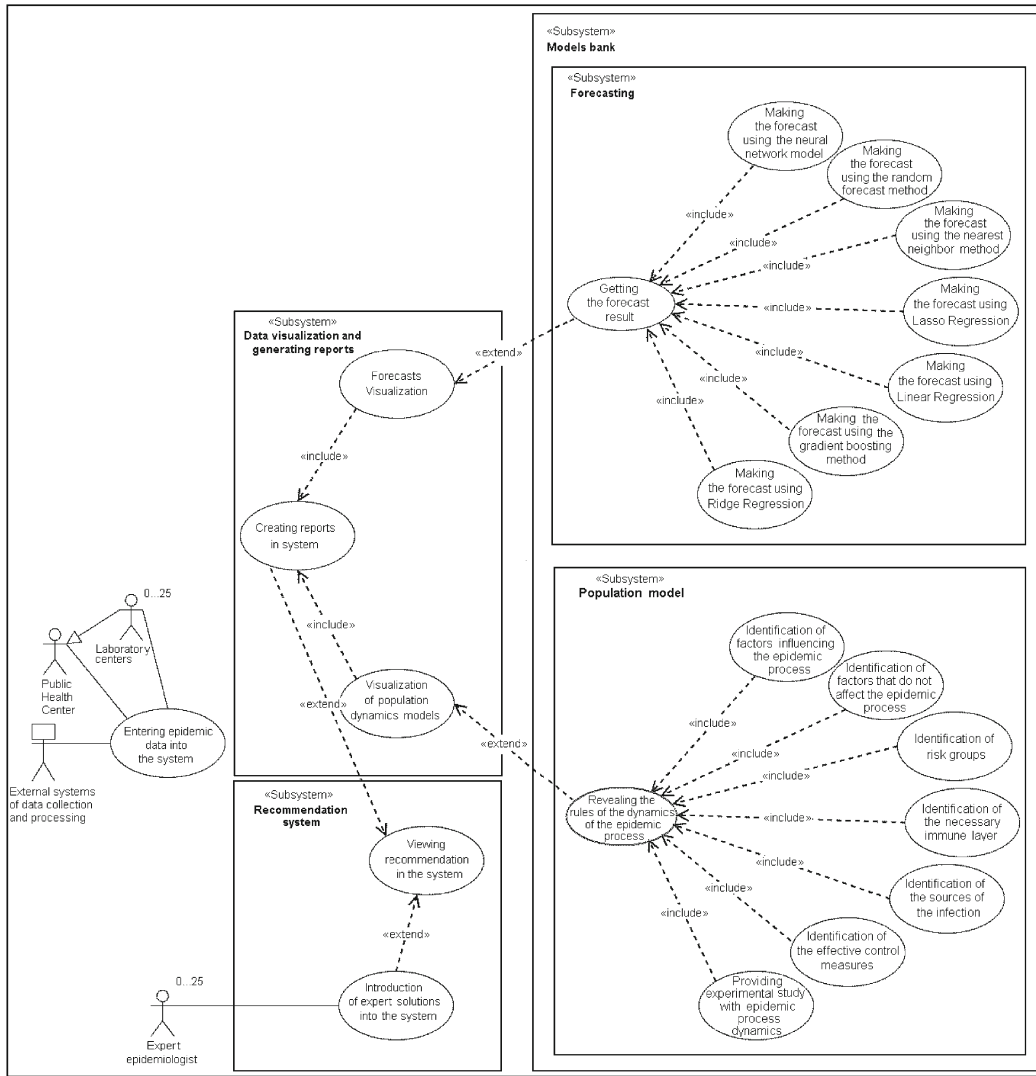 «Subsystem»
Models bank
«Subsystem»
Forecasting
Making
the forecast
using the neural
network model
Making
the forecast
using the random
forecast method
Making
the forecast
using the nearest
neighbor method
Making
the forecast using
Lasso Regression
Making
the forecast using
Linear Regression
Making the
forecast using the
gradient boosting
method
Making
the forecast using
Ridge Regression
«include»
«include»
«include»
«include»
«include»
«include»
«include»
Getting
the forecast
result
«extend»
«Subsystem»
Data visualization and
generating reports
Forecasts
Visualization
«include»
Creating reports
in system
«include»
Visualization
of population
dynamics models
«extend»
«extend»
«Subsystem»
Population model
Identification of
factors influencing
the epidemic
process
Identification of
factors that do not
affect the epidemic
process
Identification of
risk groups
Identification of
the necessary
immune layer
Identification of
the sources of
the infection
Identification of
the effective control
measures
Providing
experimental study
with epidemic
process
dynamics
«include»
«include»
«include»
«include»
«include»
«include»
«include»
Revealing the
rules of the dynamics
of the epidemic
process
0...25
Laboratory
centers
Public
Health
Center
Entering epidemic
data into
the system
External systems
of data collection
and processing
«Subsystem»
Recommendation
system
Viewing
recommendation
in the system
«extend»
Introduction
of expert solutions
into the system
0...25
Expert
epidemiologist